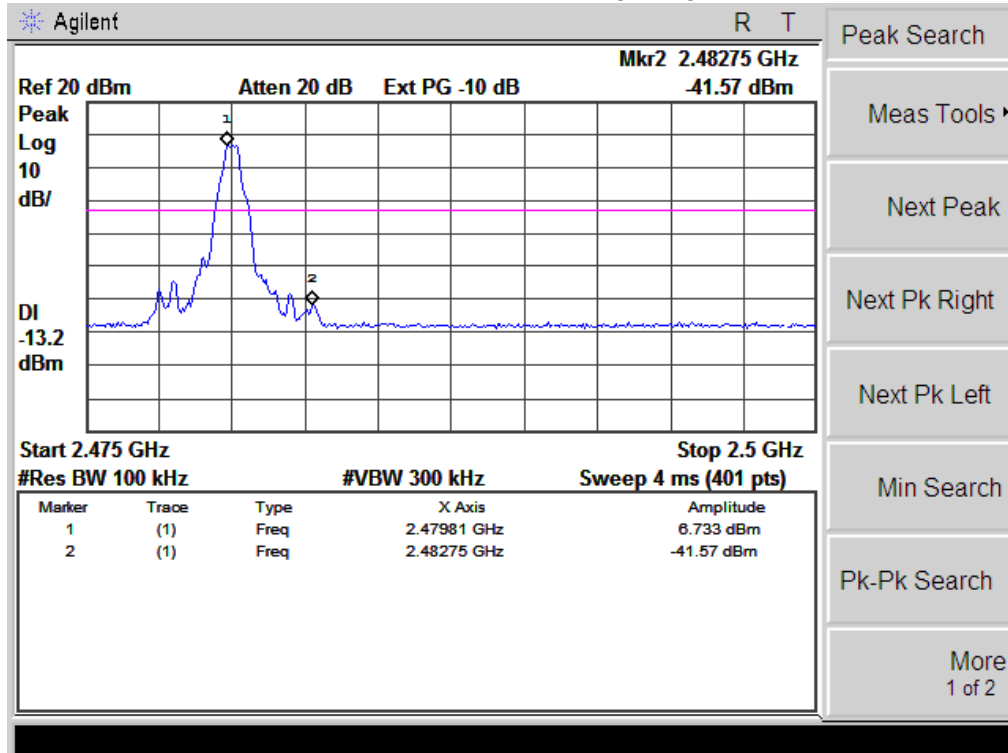 Agilent R T
Mkr2 2.48275 GHz
Ref 20 dBm Atten 20 dB Ext PG -10 dB -41.57 dBm
Peak
Log
10
dB/
1
2
DI
-13.2
dBm
Start 2.475 GHz Stop 2.5 GHz
#Res BW 100 kHz #VBW 300 kHz Sweep 4 ms (401 pts)
Marker Trace Type X Axis Amplitude
1 (1) Freq 2.47981 GHz 6.733 dBm
2 (1) Freq 2.48275 GHz -41.57 dBm
Peak Search
Meas Tools
Next Peak
Next Pk Right
Next Pk Left
Min Search
Pk-Pk Search
More
1 of 2